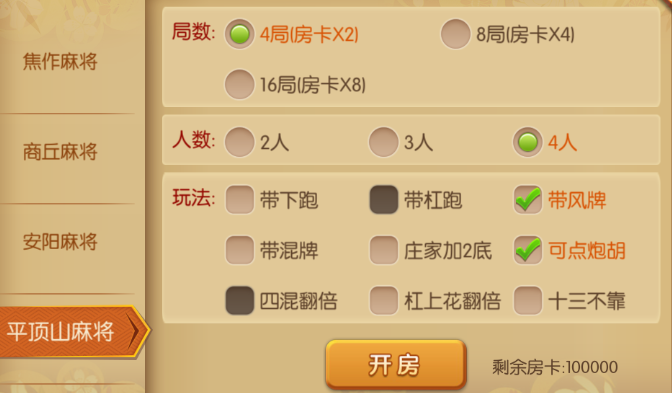 焦作麻将
商丘麻将
安阳麻将
平顶山麻将
局数: 4局(房卡X2) 8局(房卡X4)
16局(房卡X8)
人数: 2人 3人 4人
玩法: 带下跑 带杠跑 带风牌
带混牌 庄家加2底 可点炮胡
四混翻倍 杠上花翻倍 十三不靠
开房 剩余房卡:100000